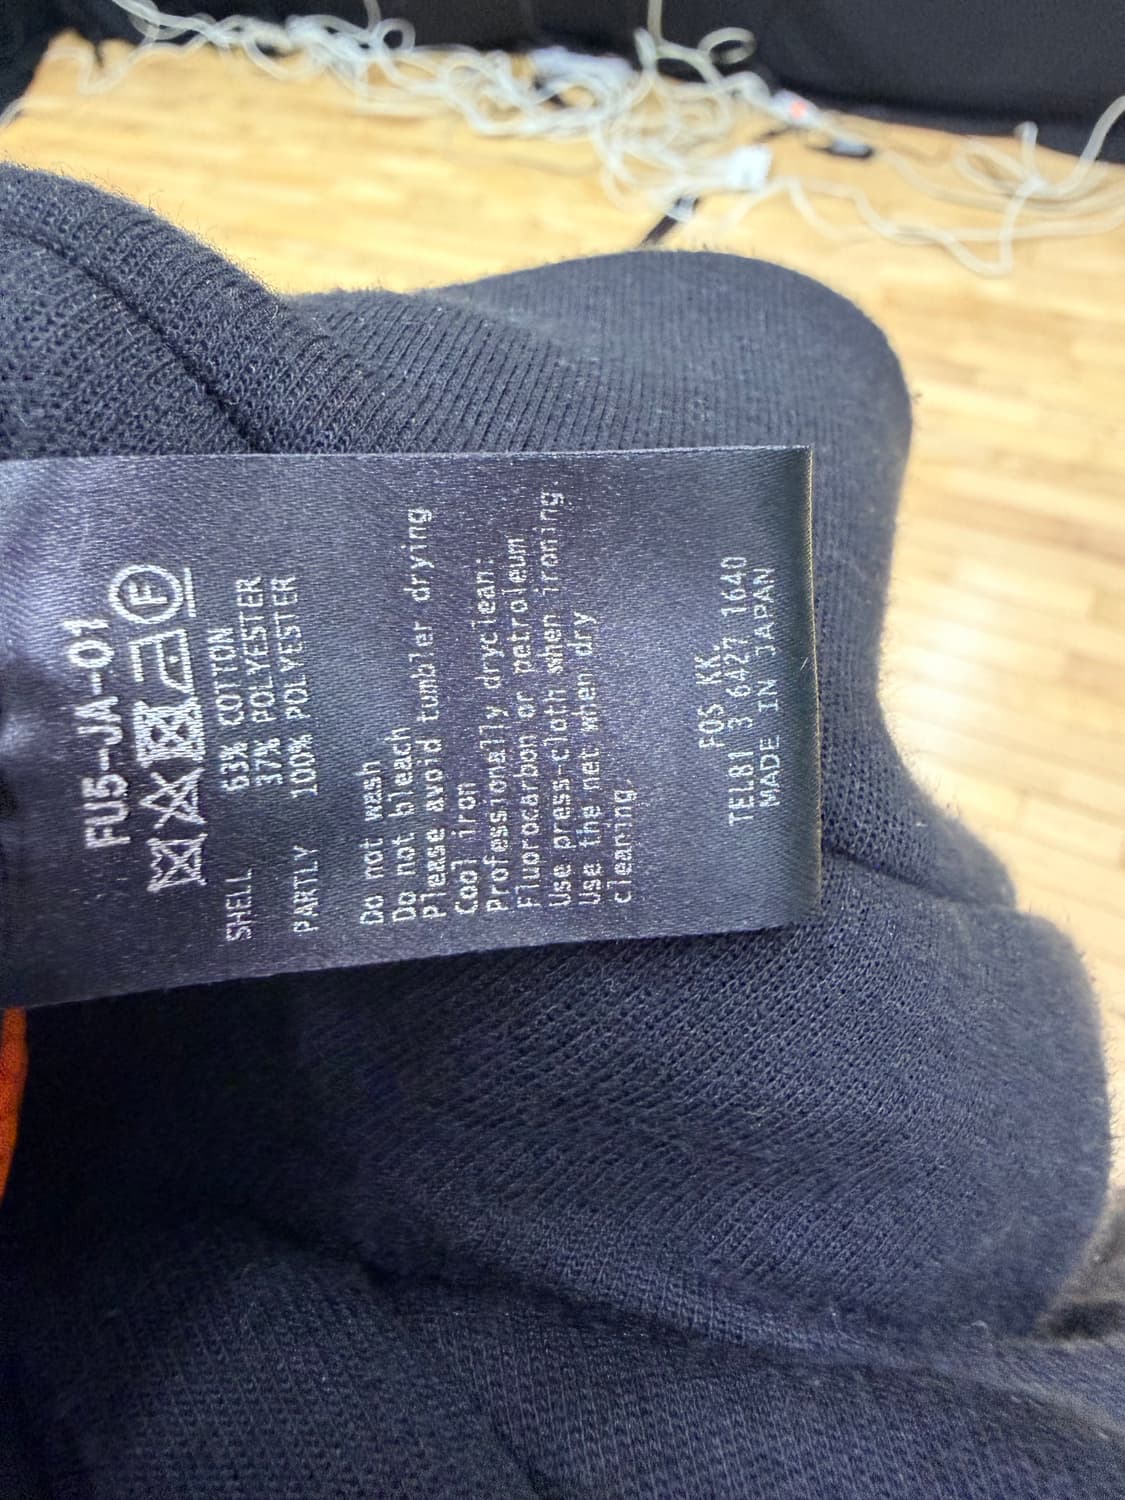 FU5-JA-01
F
SHELL 63% COTTON
37% POLYESTER
PARTLY 100% POLYESTER
Do not wash
Do not bleach
Please avoid tumbler drying
Cool iron
Professionally dryclean:
Fluorocarbon or petroleum
Use press-cloth when ironing.
Use the net when dry
cleaning.
FOS KK.
TEL81 3 6427 1640
MADE IN JAPAN